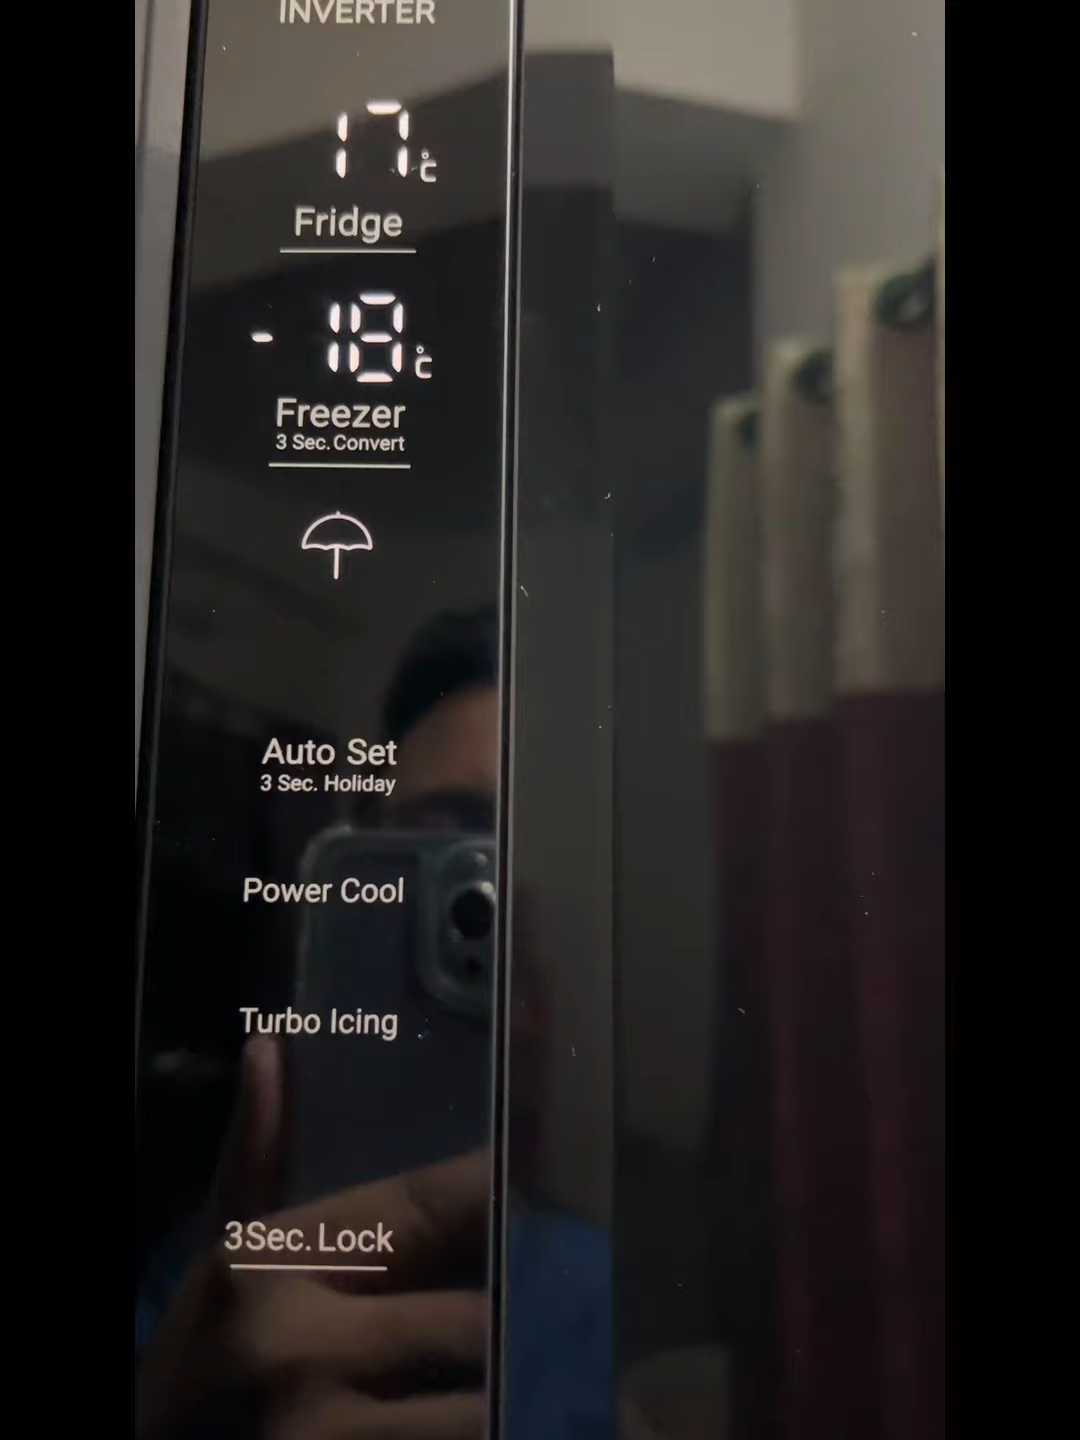 INVERTER
17°C
Fridge
-18°C
Freezer
3 Sec. Convert
Auto Set
3 Sec. Holiday
Power Cool
Turbo Icing
3Sec. Lock